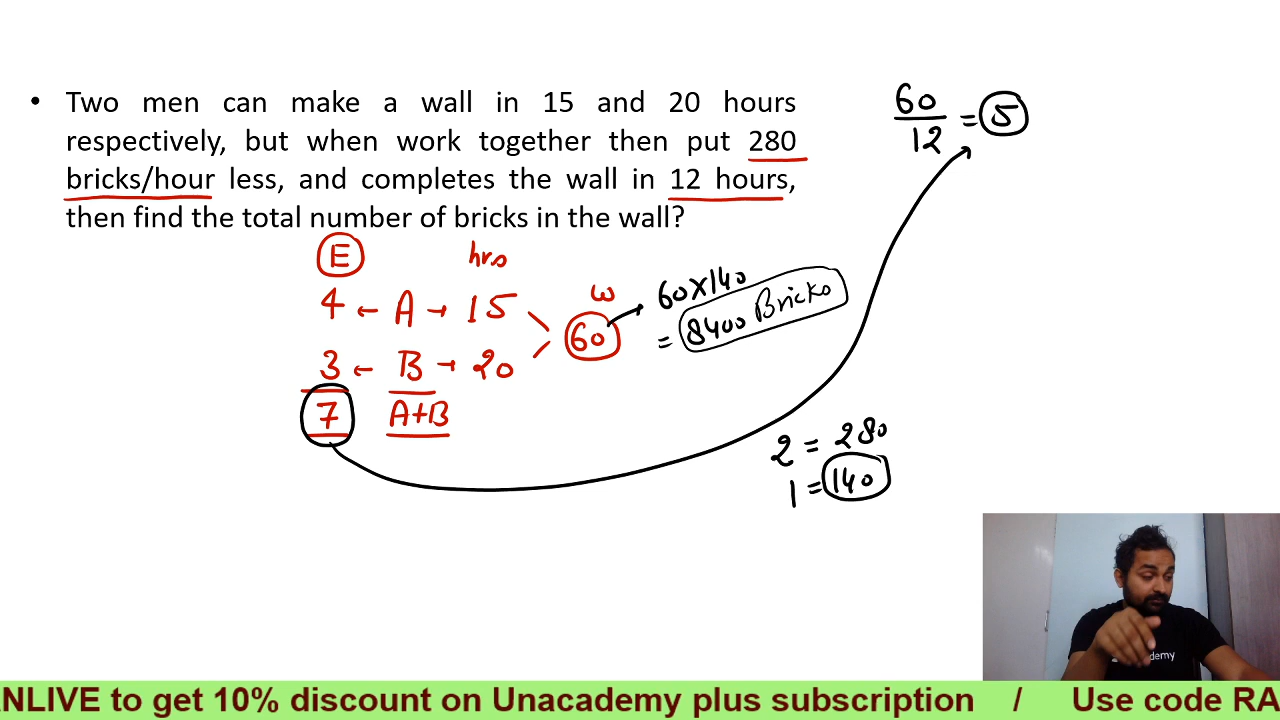 • Two men can make a wall in 15 and 20 hours
respectively, but when work together then put 280
bricks/hour less, and completes the wall in 12 hours,
then find the total number of bricks in the wall?
60
12
= 5
E
hrs
4 ← A → 15
3 ← B → 20
7 A+B
w
60
60X140
= 8400 Bricks
2 = 280
1 = 140
demy
NLIVE to get 10% discount on Unacademy plus subscription / Use code RA